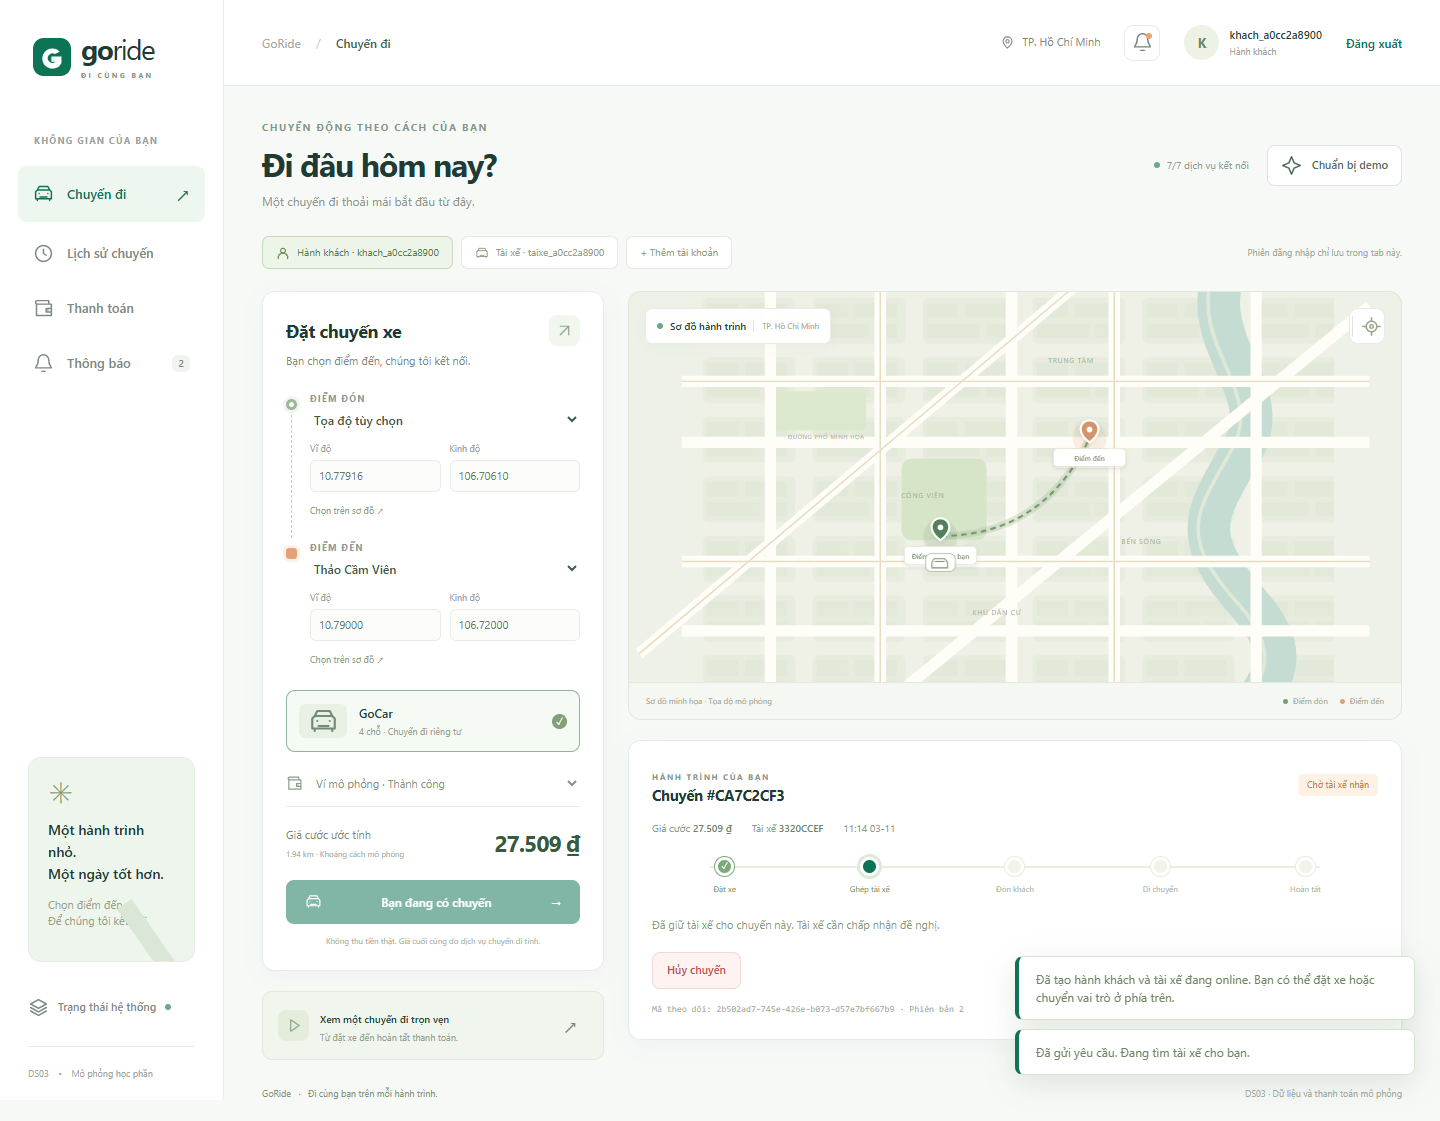 goride
ĐI CÙNG BẠN
KHÔNG GIAN CỦA BẠN
Chuyến đi
Lịch sử chuyến
Thanh toán
Thông báo
2
Một hành trình
nhỏ.
Một ngày tốt hơn.
Chọn điểm đến
Để chúng tôi
Trạng thái hệ thống
DS03 • Mô phỏng học phần
GoRide / Chuyến đi
TP. Hồ Chí Minh
K
khach_a0cc2a8900
Hành khách
Đăng xuất
CHUYỂN ĐỘNG THEO CÁCH CỦA BẠN
Đi đâu hôm nay?
Một chuyến đi thoải mái bắt đầu từ đây.
7/7 dịch vụ kết nối
Chuẩn bị demo
Hành khách · khach_a0cc2a8900
Tài xế · taixe_a0cc2a8900
+ Thêm tài khoản
Phiên đăng nhập chỉ lưu trong tab này.
Đặt chuyến xe
Bạn chọn điểm đến, chúng tôi kết nối.
ĐIỂM ĐÓN
Tọa độ tùy chọn
Vĩ độ
Kinh độ
10.77916
106.70610
Chọn trên sơ đồ ↗
ĐIỂM ĐẾN
Thảo Cầm Viên
Vĩ độ
Kinh độ
10.79000
106.72000
Chọn trên sơ đồ ↗
GoCar
4 chỗ · Chuyến đi riêng tư
Ví mô phỏng · Thành công
Giá cước ước tính
1.94 km · Khoảng cách mô phỏng
27.509 ₫
Bạn đang có chuyến →
Không thu tiền thật. Giá cuối cùng do dịch vụ chuyến đi tính.
Xem một chuyến đi trọn vẹn
Từ đặt xe đến hoàn tất thanh toán.
Sơ đồ hành trình
TP. Hồ Chí Minh
TRUNG TÂM
ĐƯỜNG PHỐ MINH HỌA
Điểm đến
CÔNG VIÊN
bạn
BẾN SÔNG
KHU DÂN CƯ
Sơ đồ minh họa · Tọa độ mô phỏng
Điểm đón
Điểm đến
HÀNH TRÌNH CỦA BẠN
Chuyến #CA7C2CF3
Chờ tài xế nhận
Giá cước 27.509 ₫
Tài xế 3320CCEF
11:14 03-11
Đặt xe
Ghép tài xế
Đón khách
Di chuyển
Hoàn tất
Đã giữ tài xế cho chuyến này. Tài xế cần chấp nhận đề nghị.
Hủy chuyến
Mã theo dõi: 2b502ad7-745e-426e-b073-d57e7bf667b9 · Phiên bản 2
Đã tạo hành khách và tài xế đang online. Bạn có thể đặt xe hoặc
chuyển vai trò ở phía trên.
Đã gửi yêu cầu. Đang tìm tài xế cho bạn.
GoRide · Đi cùng bạn trên mỗi hành trình.
DS03 · Dữ liệu và thanh toán mô phỏng